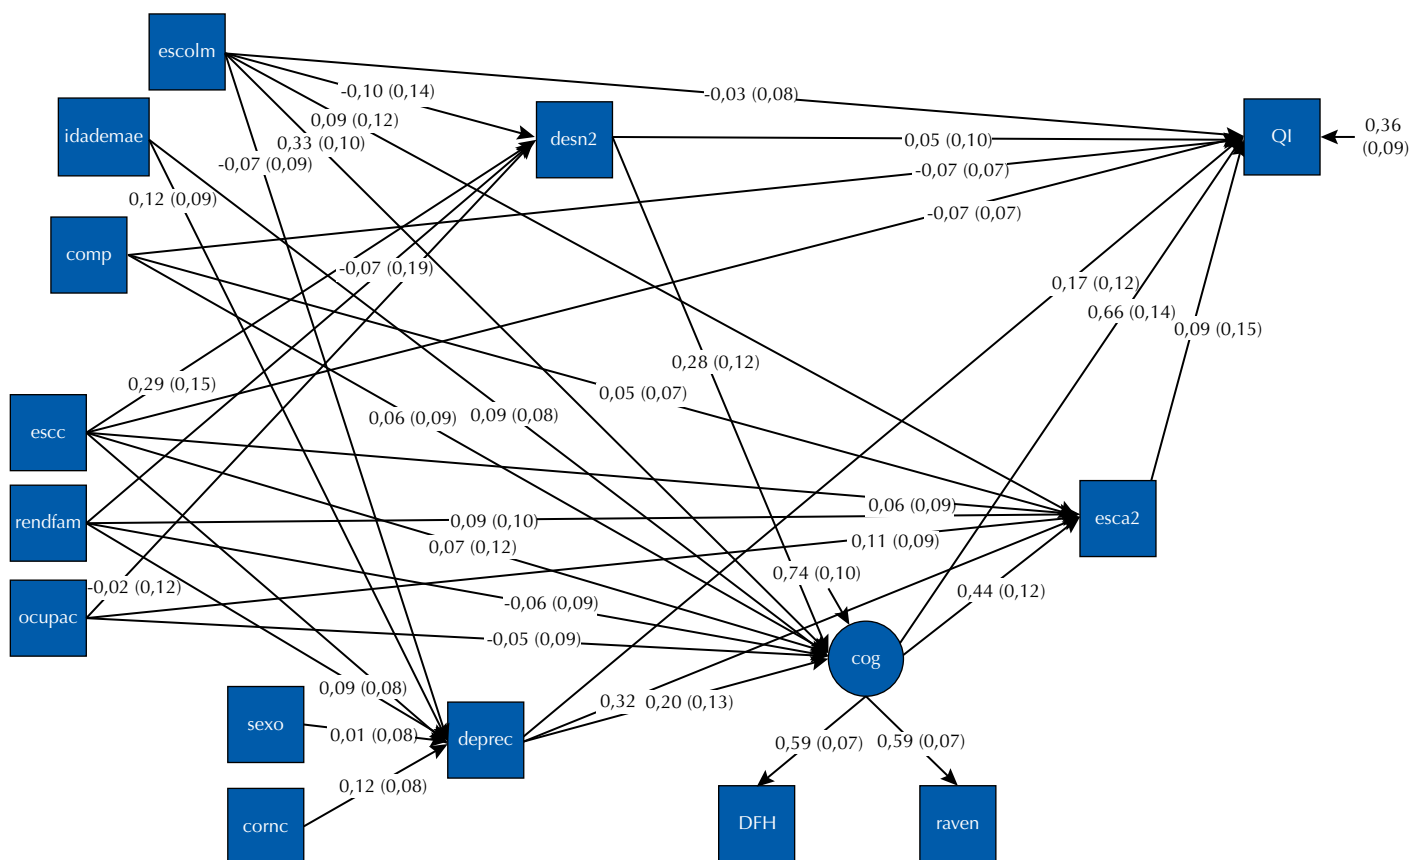 escolm
-0,10 (0,14)
-0,03 (0,08)
idademae
0,09 (0,12)
desn2
QI
0,36
(0,09)
0,33 (0,10)
0,05 (0,10)
-0,07 (0,09)
-0,07 (0,07)
0,12 (0,09)
-0,07 (0,07)
comp
-0,07 (0,19)
0,17 (0,12)
0,66 (0,14)
0,09 (0,15)
0,28 (0,12)
0,29 (0,15)
0,05 (0,07)
0,06 (0,09)
0,09 (0,08)
escc
0,06 (0,09)
rendfam
0,09 (0,10)
esca2
0,07 (0,12)
0,11 (0,09)
0,74 (0,10)
-0,02 (0,12)
0,44 (0,12)
ocupac
-0,06 (0,09)
-0,05 (0,09)
cog
0,09 (0,08)
0,32
0,20 (0,13)
sexo
0,01 (0,08)
deprec
0,59 (0,07)
0,59 (0,07)
0,12 (0,08)
cornc
DFH
raven